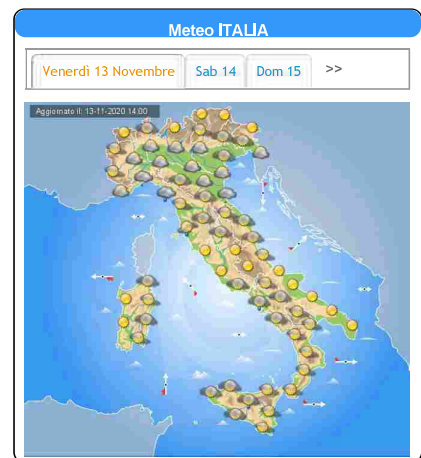 Meteo ITALIA
Venerdì 13 Novembre
Sab 14
Dom 15
>>
Aggiornato il: 13-11-2020 14:00